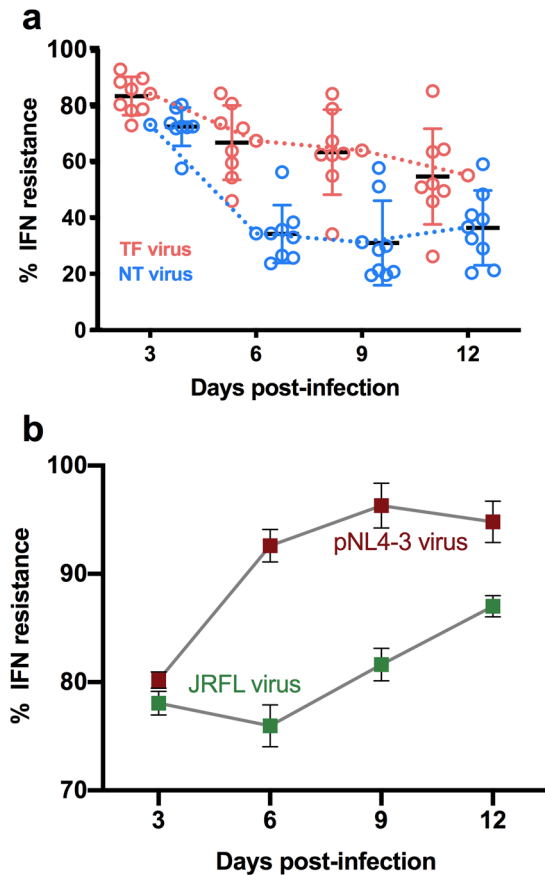 a
100
80
60
40
20
0
% IFN resistance
TF virus
NT virus
3 6 9 12
Days post-infection
b
100
90
80
70
% IFN resistance
pNL4-3 virus
JRFL virus
3 6 9 12
Days post-infection